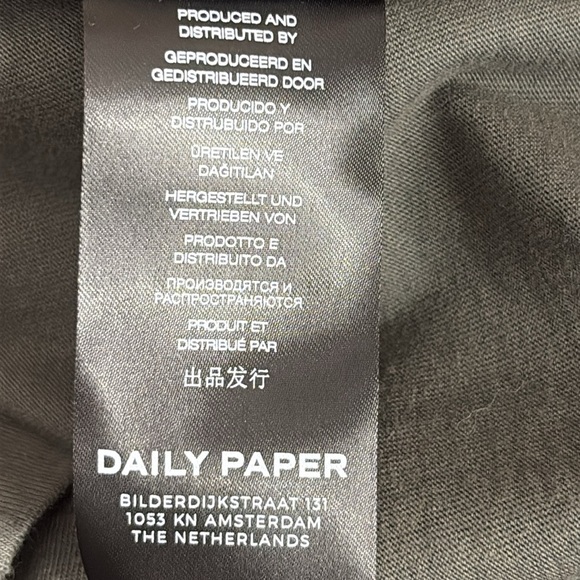 PRODUCED AND
DISTRIBUTED BY
GEPRODUCEERD EN
GEDISTRIBUEERD DOOR
PRODUCIDO Y
DISTRUBUIDO POR
ÜRETILEN VE
DAGITILAN
HERGESTELLT UND
VERTRIEBEN VON
PRODOTTO E
DISTRIBUITO DA
ПРОИЗВОДЯТСЯ И
РАСПРОСТРАНЯЮТСЯ
PRODUIT ET
DISTRIBUÉ PAR
出品发行
DAILY PAPER
BILDERDIJKSTRAAT 131
1053 KN AMSTERDAM
THE NETHERLANDS